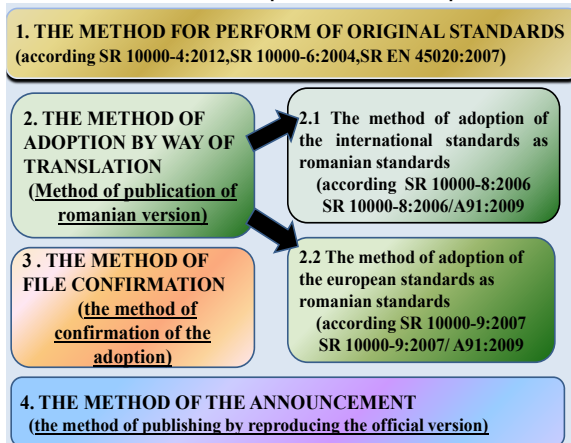 1. THE METHOD FOR PERFORM OF ORIGINAL STANDARDS
(according SR 10000-4:2012,SR 10000-6:2004,SR EN 45020:2007)
2. THE METHOD OF
ADOPTION BY WAY OF
TRANSLATION
(Method of publication of
romanian version)
2.1 The method of adoption of
the international standards as
romanian standards
(according SR 10000-8:2006
SR 10000-8:2006/A91:2009
3 . THE METHOD OF
FILE CONFIRMATION
(the method of
confirmation of the
adoption)
2.2 The method of adoption of
the european standards as
romanian standards
(according SR 10000-9:2007
SR 10000-9:2007/ A91:2009
4. THE METHOD OF THE ANNOUNCEMENT
(the method of publishing by reproducing the official version)